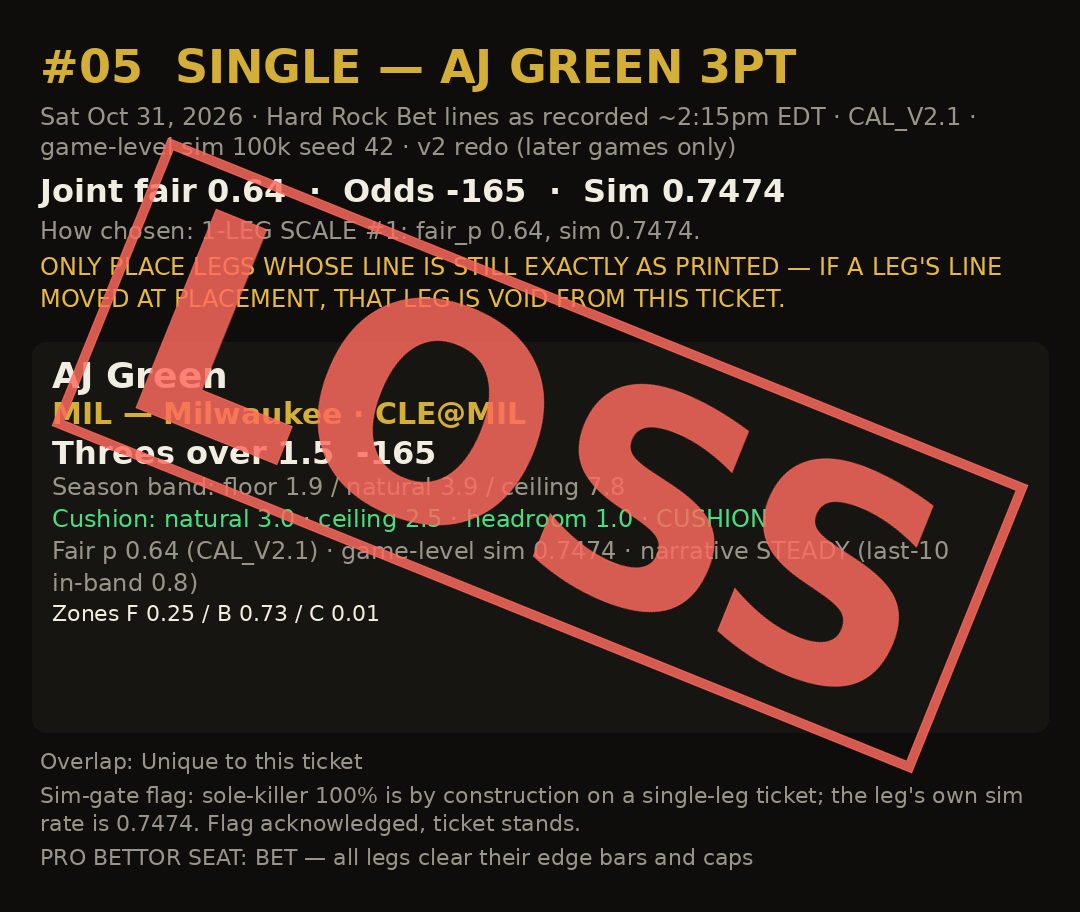 #05 SINGLE — AJ GREEN 3PT
Sat Oct 31, 2026 · Hard Rock Bet lines as recorded ~2:15pm EDT · CAL_V2.1 ·
game-level sim 100k seed 42 · v2 redo (later games only)
Joint fair 0.64 · Odds -165 · Sim 0.7474
How chosen: 1-LEG SCALE #1: fair_p 0.64, sim 0.7474.
ONLY PLACE LEGS WHOSE LINE IS STILL EXACTLY AS PRINTED — IF A LEG'S LINE
MOVED AT PLACEMENT, THAT LEG IS VOID FROM THIS TICKET.
LOSS
AJ Green
MIL — Milwaukee · CLE@MIL
Threes over 1.5 -165
Season band: floor 1.9 / natural 3.9 / ceiling 7.8
Cushion: natural 3.0 · ceiling 2.5 · headroom 1.0 · CUSHION
Fair p 0.64 (CAL_V2.1) · game-level sim 0.7474 · narrative STEADY (last-10
in-band 0.8)
Zones F 0.25 / B 0.73 / C 0.01
Overlap: Unique to this ticket
Sim-gate flag: sole-killer 100% is by construction on a single-leg ticket; the leg's own sim
rate is 0.7474. Flag acknowledged, ticket stands.
PRO BETTOR SEAT: BET — all legs clear their edge bars and caps